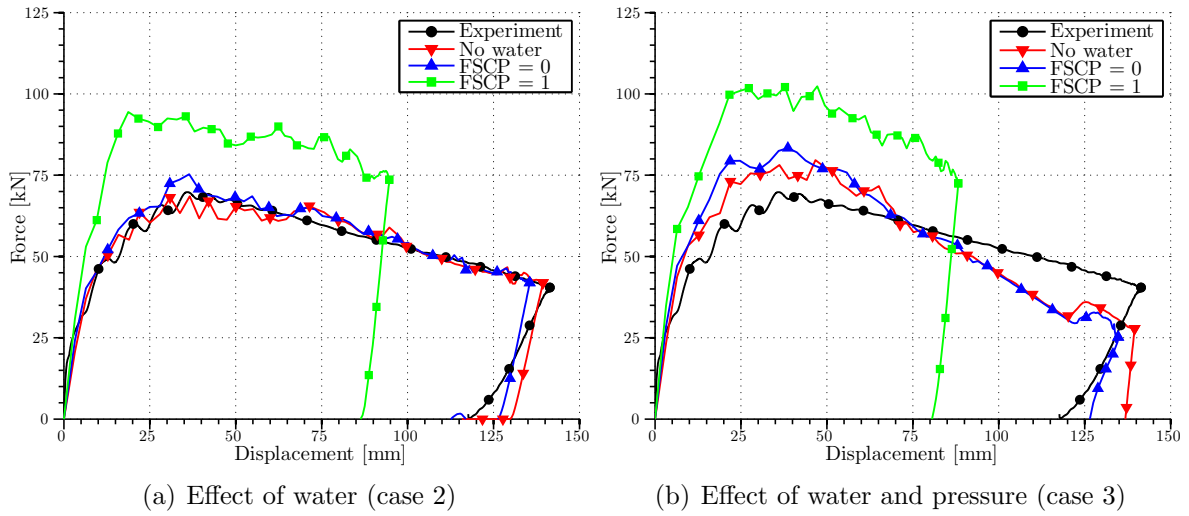 125
100
75
50
25
0
Force [kN]
0 25 50 75 100 125 150
Displacement [mm]
Experiment
No water
FSCP = 0
FSCP = 1
(a) Effect of water (case 2)
125
100
75
50
25
0
Force [kN]
0 25 50 75 100 125 150
Displacement [mm]
Experiment
No water
FSCP = 0
FSCP = 1
(b) Effect of water and pressure (case 3)